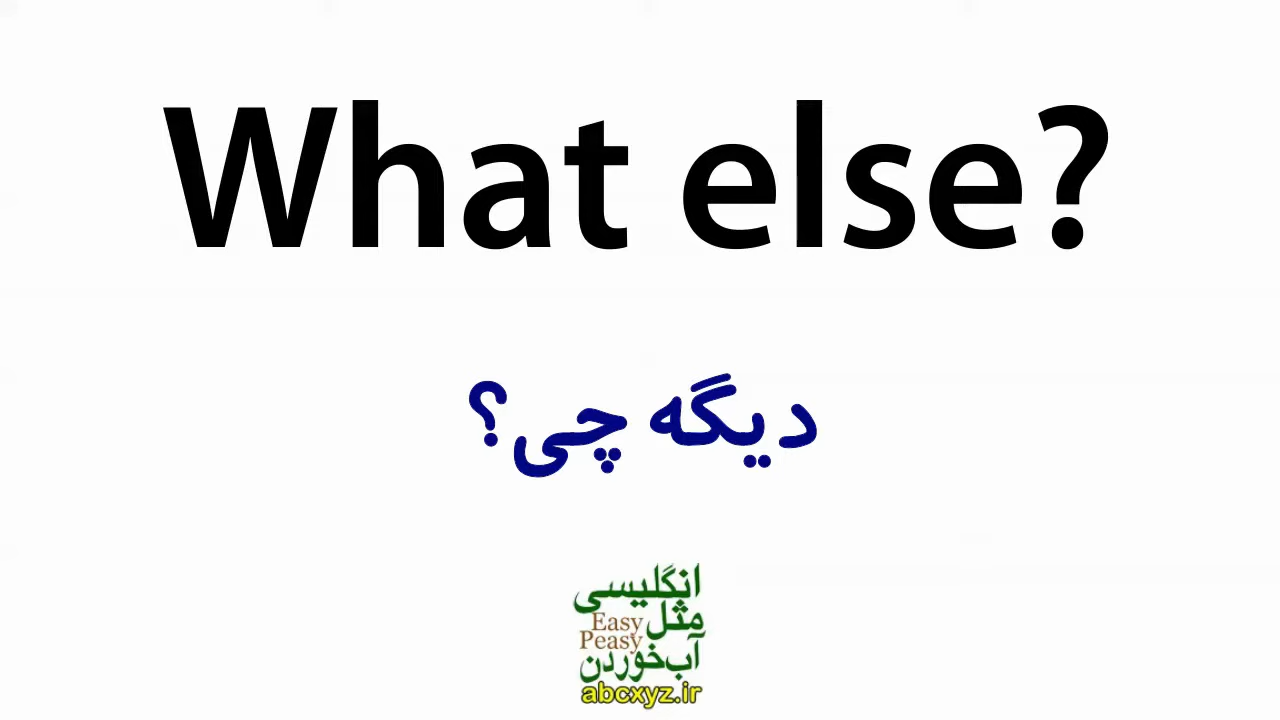 What else?
دیگه چی؟
انگلیسی
مثل
Easy
Peasy
آب‌خوردن
abcxyz.ir